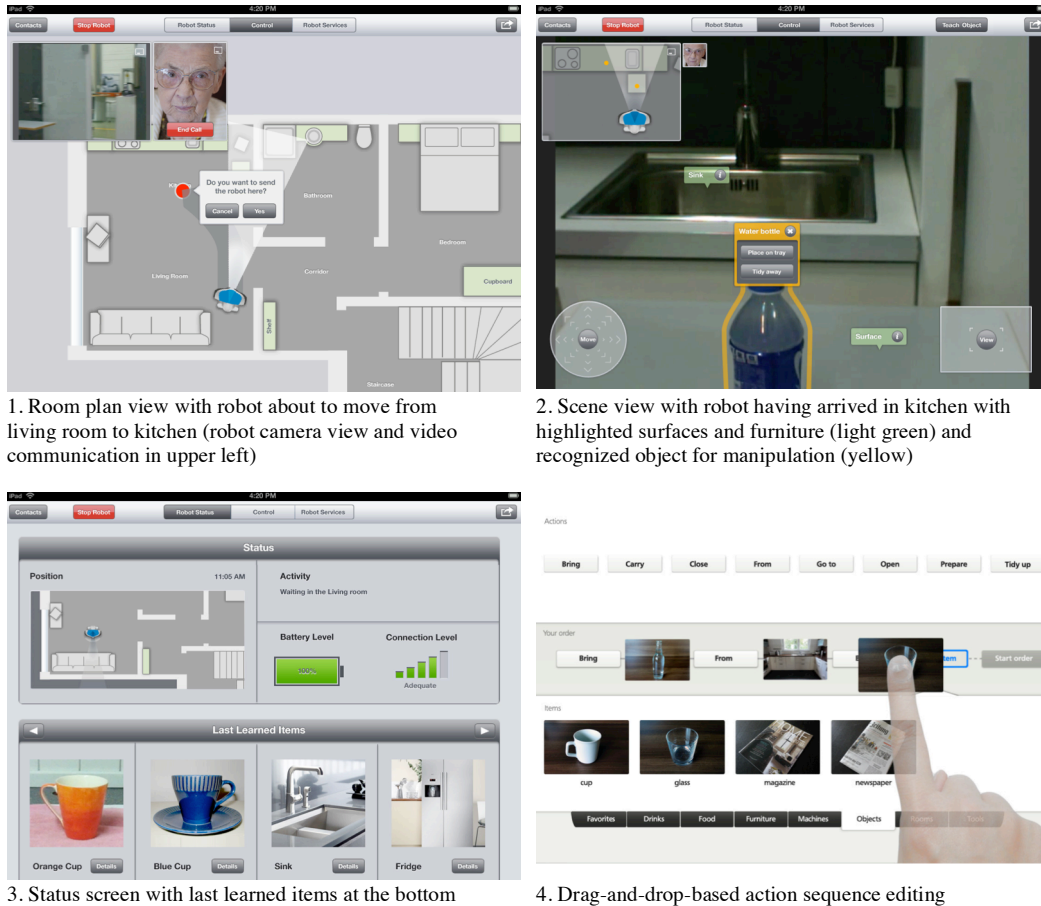 iPad 4:20 PM
Contacts Stop Robot Robot Status Control Robot Services
End Call
Do you want to send
the robot here?
Cancel Yes
Bathroom
Bedroom
Living Room
Corridor
Cupboard
Shelf
Staircase
1. Room plan view with robot about to move from
living room to kitchen (robot camera view and video
communication in upper left)
iPad 4:20 PM
Contacts Stop Robot Robot Status Control Robot Services Teach Object
Sink i
Water bottle
Place on tray
Tidy away
Move
Surface i
View
2. Scene view with robot having arrived in kitchen with
highlighted surfaces and furniture (light green) and
recognized object for manipulation (yellow)
iPad 4:20 PM
Contacts Stop Robot Robot Status Control Robot Services
Status
Position 11:05 AM
Activity
Waiting in the Living room
Battery Level
100%
Connection Level
Adequate
Last Learned Items
Orange Cup Details
Blue Cup Details
Sink Details
Fridge Details
3. Status screen with last learned items at the bottom
Actions
Bring Carry Close From Go to Open Prepare Tidy up
Your order
Bring From Start order
Items
cup glass magazine newspaper
Favorites Drinks Food Furniture Machines Objects Rooms Tools
4. Drag-and-drop-based action sequence editing